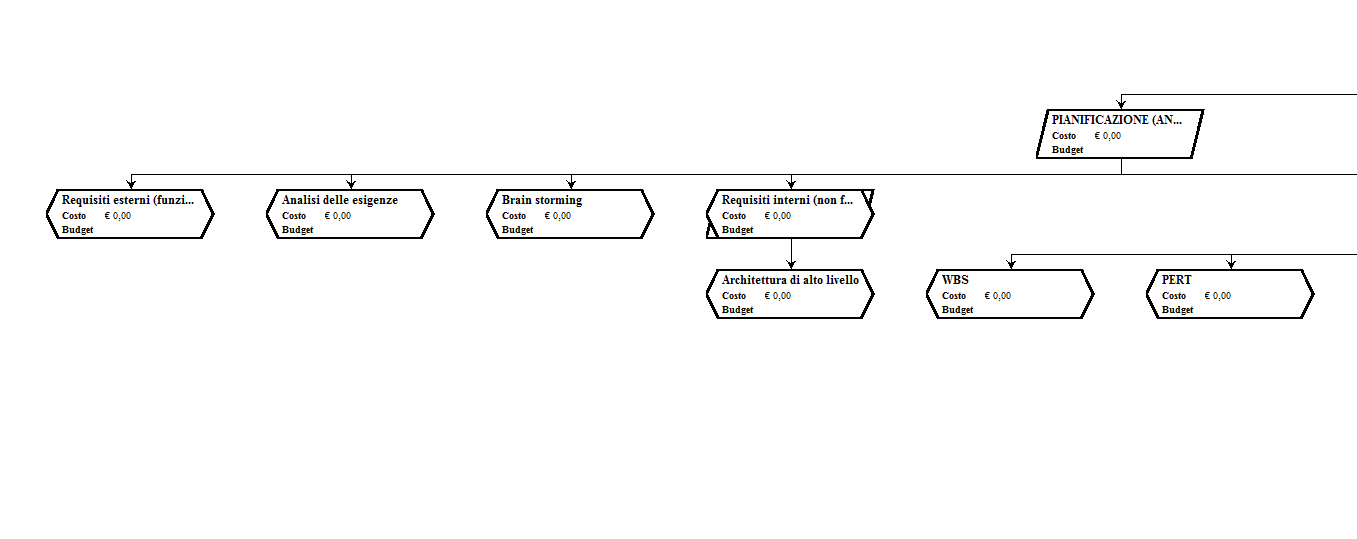 PIANIFICAZIONE (AN...
Costo € 0,00
Budget
Requisiti esterni (funzi...
Costo € 0,00
Budget
Analisi delle esigenze
Costo € 0,00
Budget
Brain storming
Costo € 0,00
Budget
Requisiti interni (non f...
Costo € 0,00
Budget
Architettura di alto livello
Costo € 0,00
Budget
WBS
Costo € 0,00
Budget
PERT
Costo € 0,00
Budget